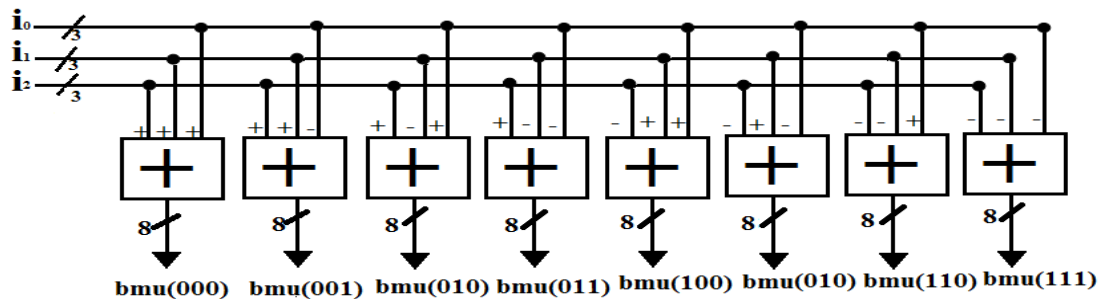 i₀ 3
i₁ 3
i₂ 3
+ + + + + - + - + + - - - + + - + - - - + - - -
+ + + + + + + +
8 8 8 8 8 8 8 8
bmu(000) bmu(001) bmu(010) bmu(011) bmu(100) bmu(010) bmu(110) bmu(111)